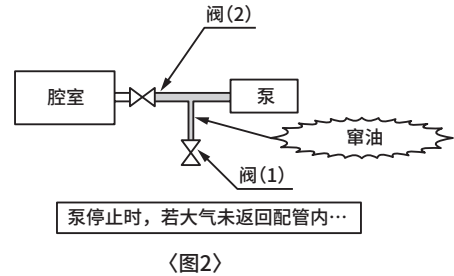 阀(2)
腔室
泵
窜油
阀(1)
泵停止时，若大气未返回配管内…
〈图2〉